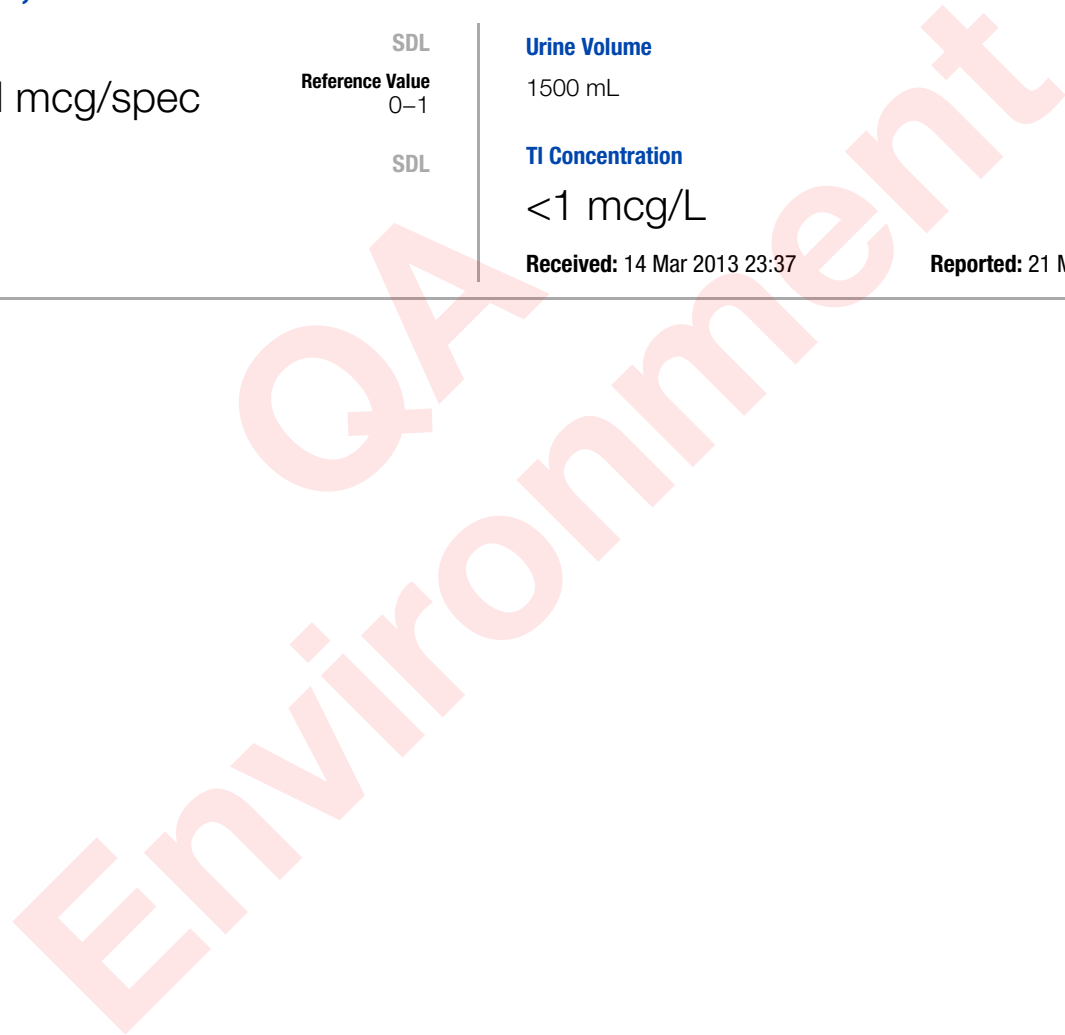 SDL
mcg/spec
Reference Value
0–1
SDL
Urine Volume
1500 mL
Tl Concentration
<1 mcg/L
Received: 14 Mar 2013 23:37
Reported: 21
QA
Environment